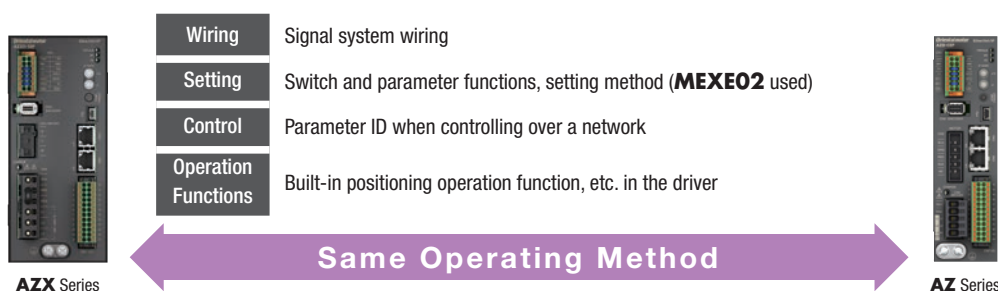 Wiring Signal system wiring
Setting Switch and parameter functions, setting method (MEXE02 used)
Control Parameter ID when controlling over a network
Operation Functions Built-in positioning operation function, etc. in the driver
Same Operating Method
AZX Series
AZ Series